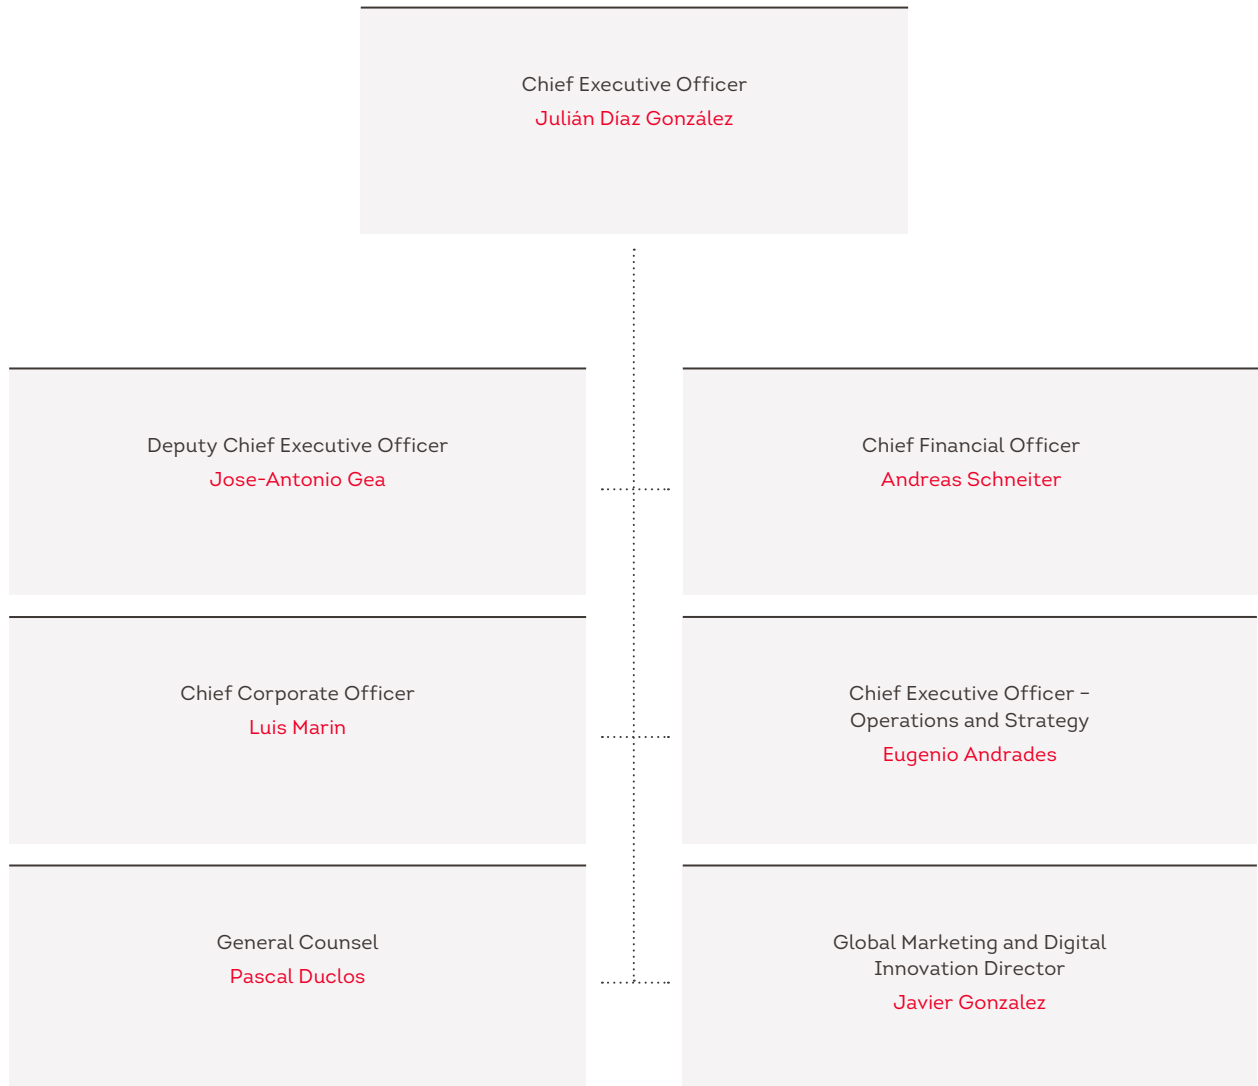 Chief Executive Officer
Julián Díaz González
Deputy Chief Executive Officer
Jose-Antonio Gea
Chief Financial Officer
Andreas Schneiter
Chief Corporate Officer
Luis Marin
Chief Executive Officer –
Operations and Strategy
Eugenio Andrades
General Counsel
Pascal Duclos
Global Marketing and Digital
Innovation Director
Javier Gonzalez